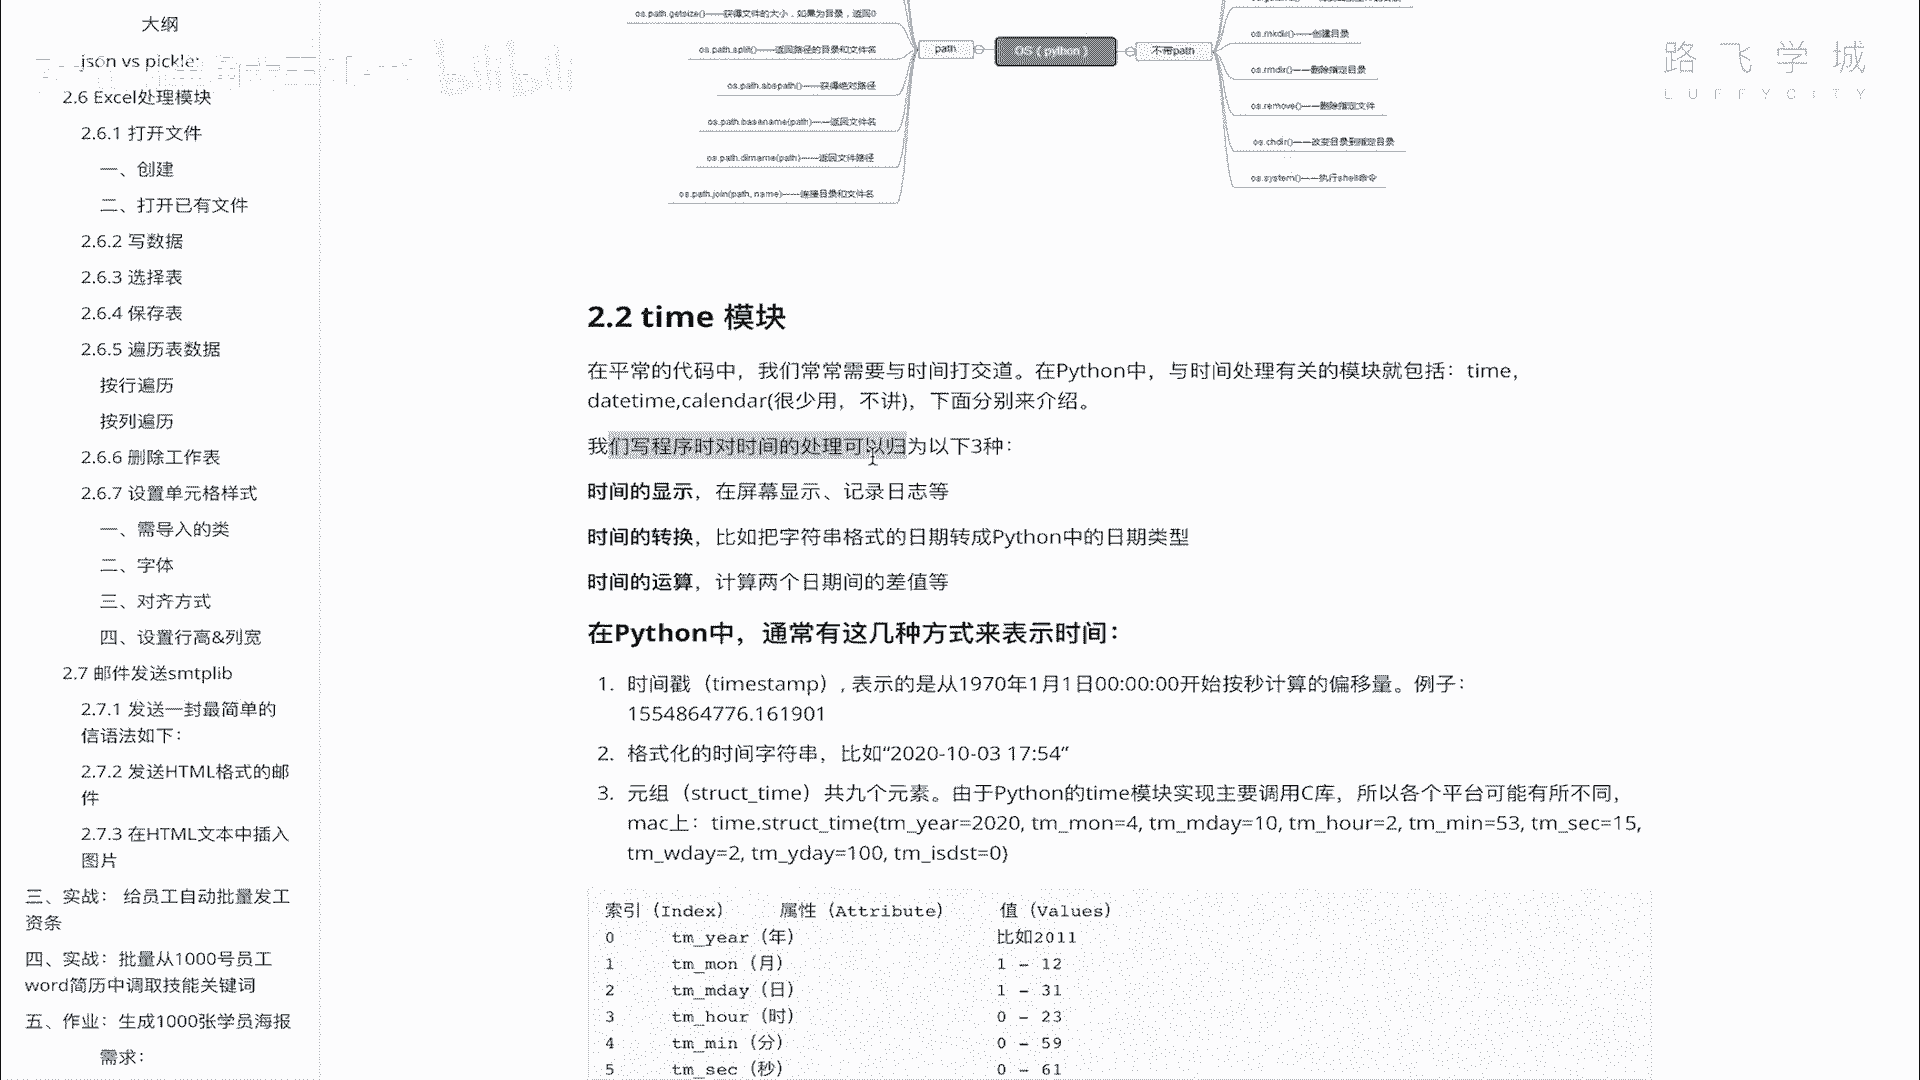 大纲
json vs pickle
2.6 Excel处理模块
2.6.1 打开文件
一、创建
二、打开已有文件
2.6.2 写数据
2.6.3 选择表
2.6.4 保存表
2.6.5 遍历表数据
按行遍历
按列遍历
2.6.6 删除工作表
2.6.7 设置单元格样式
一、需导入的类
二、字体
三、对齐方式
四、设置行高&列宽
2.7 邮件发送smtplib
2.7.1 发送一封最简单的
信语法如下：
2.7.2 发送HTML格式的邮
件
2.7.3 在HTML文本中插入
图片
三、实战： 给员工自动批量发工
资条
四、实战：批量从1000号员工
word简历中调取技能关键词
五、作业：生成1000张学员海报
需求：
os.path.getsize()——获得文件的大小，如果为目录，返回0
os.path.split()——返回路径的目录和文件名
os.path.abspath()——获得绝对路径
os.path.basename(path)——返回文件名
os.path.dirname(path)——返回文件路径
os.path.join(path, name)——连接目录和文件名
path
OS（python）
不带path
os.mkdir()——创建目录
os.rmdir()——删除指定目录
os.remove()——删除指定文件
os.chdir()——改变目录到指定目录
os.system()——执行shell命令
路飞学城
LUFFYCITY
2.2 time 模块
在平常的代码中，我们常常需要与时间打交道。在Python中，与时间处理有关的模块就包括：time，
datetime,calendar(很少用，不讲)，下面分别来介绍。
我们写程序时对时间的处理可以归为以下3种：
时间的显示，在屏幕显示、记录日志等
时间的转换，比如把字符串格式的日期转成Python中的日期类型
时间的运算，计算两个日期间的差值等
在Python中，通常有这几种方式来表示时间：
1. 时间戳（timestamp）, 表示的是从1970年1月1日00:00:00开始按秒计算的偏移量。例子：
1554864776.161901
2. 格式化的时间字符串，比如“2020-10-03 17:54”
3. 元组（struct_time）共九个元素。由于Python的time模块实现主要调用C库，所以各个平台可能有所不同，
mac上：time.struct_time(tm_year=2020, tm_mon=4, tm_mday=10, tm_hour=2, tm_min=53, tm_sec=15,
tm_wday=2, tm_yday=100, tm_isdst=0)
索引（Index） 属性（Attribute） 值（Values）
0 tm_year（年） 比如2011
1 tm_mon（月） 1 - 12
2 tm_mday（日） 1 - 31
3 tm_hour（时） 0 - 23
4 tm_min（分） 0 - 59
5 tm_sec（秒） 0 - 61